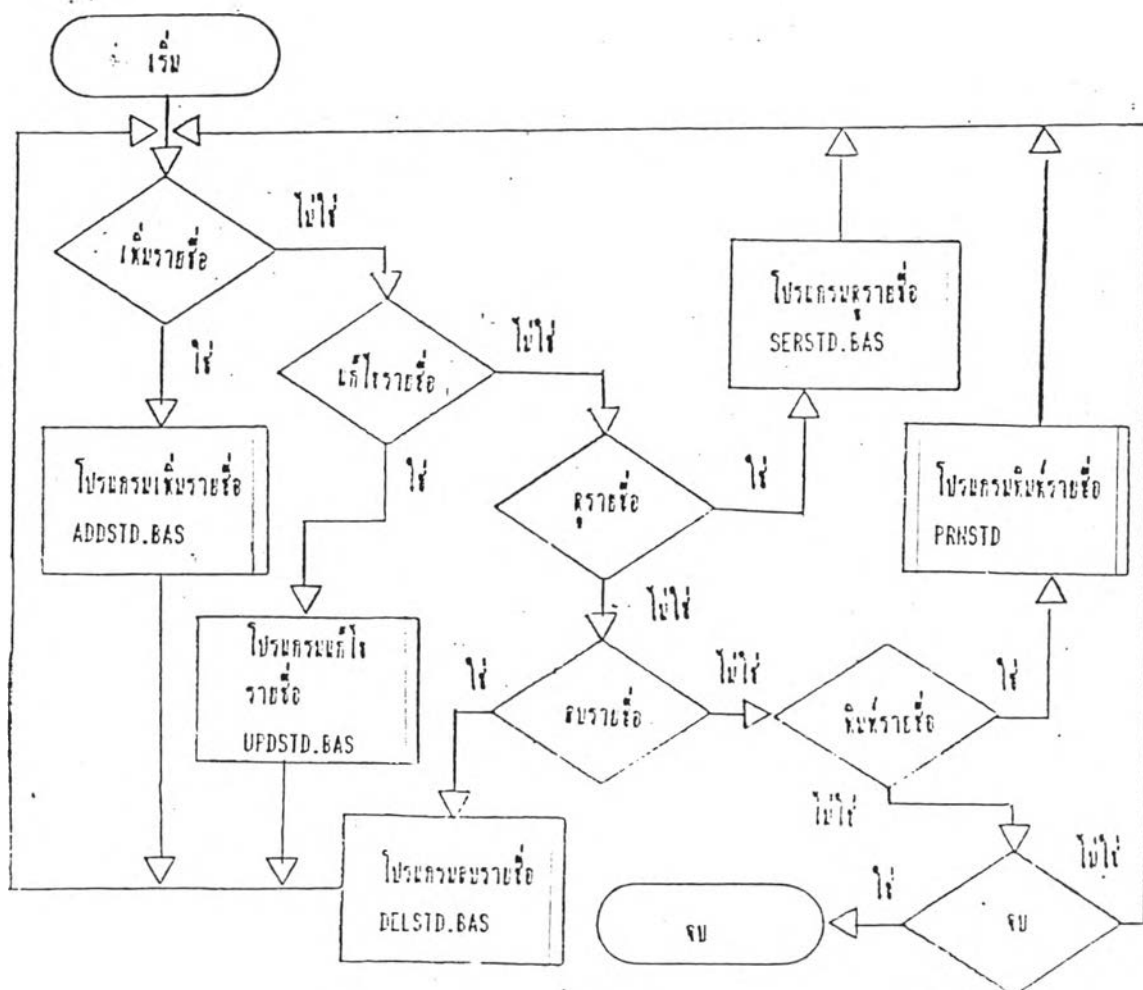 เริ่ม
ไม่ใช่
เพิ่มรายชื่อ
ใช่
โปรแกรมเพิ่มรายชื่อ
ADDSTD.BAS
ไม่ใช่
แก้ไขรายชื่อ
ใช่
โปรแกรมแก้ไข
รายชื่อ
UPDSTD.BAS
ดูรายชื่อ
ใช่
โปรแกรมดูรายชื่อ
SERSTD.BAS
ไม่ใช่
ลบรายชื่อ
ใช่
โปรแกรมลบรายชื่อ
DELSTD.BAS
ไม่ใช่
พิมพ์รายชื่อ
ใช่
โปรแกรมพิมพ์รายชื่อ
PRNSTD
ไม่ใช่
จบ
ใช่
จบ
ไม่ใช่